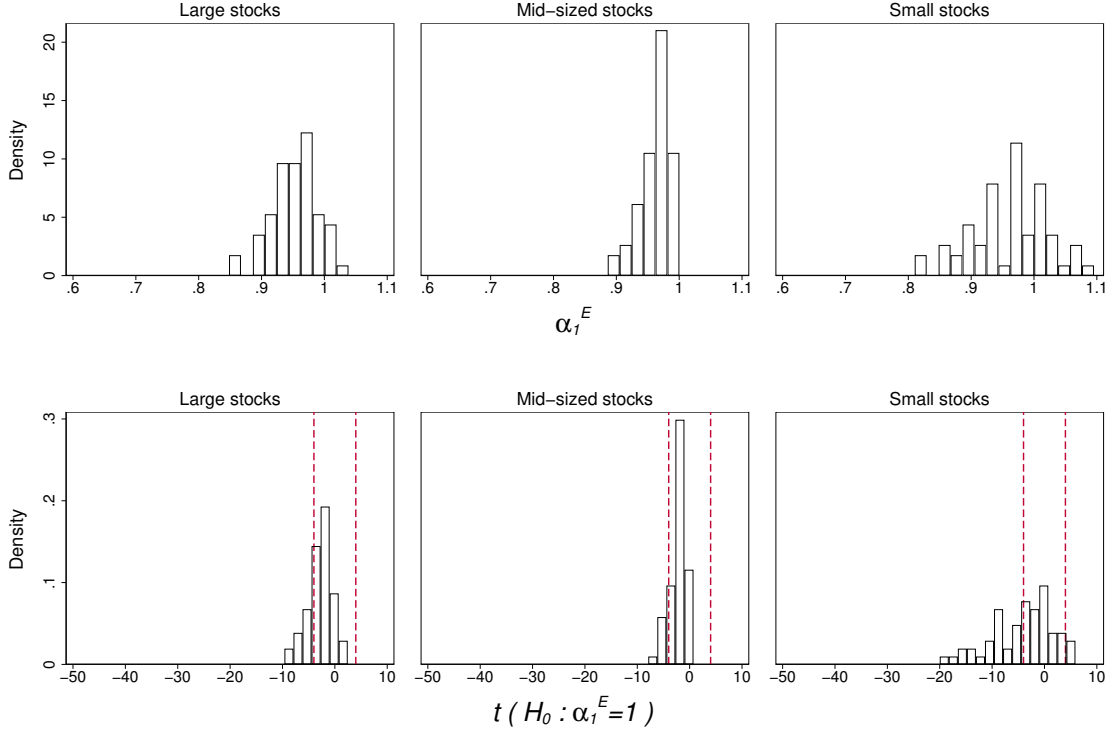 Large stocks
Mid−sized stocks
Small stocks
Density
0 5 10 15 20
.6 .7 .8 .9 1 1.1
.6 .7 .8 .9 1 1.1
.6 .7 .8 .9 1 1.1
α₁ᴱ
Large stocks
Mid−sized stocks
Small stocks
Density
0 .1 .2 .3
−50 −40 −30 −20 −10 0 10
−50 −40 −30 −20 −10 0 10
−50 −40 −30 −20 −10 0 10
t ( H₀ : α₁ᴱ=1 )